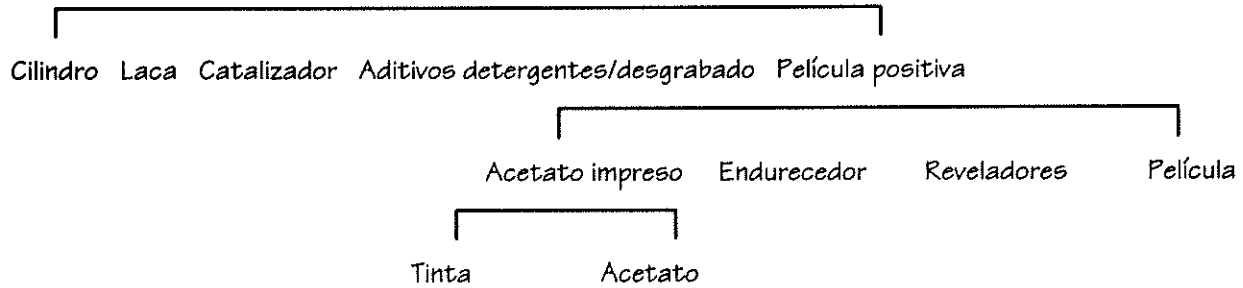 Cilindro Laca Catalizador Aditivos detergentes/desgrabado Película positiva
Acetato impreso Endurecedor Reveladores Película
Tinta Acetato